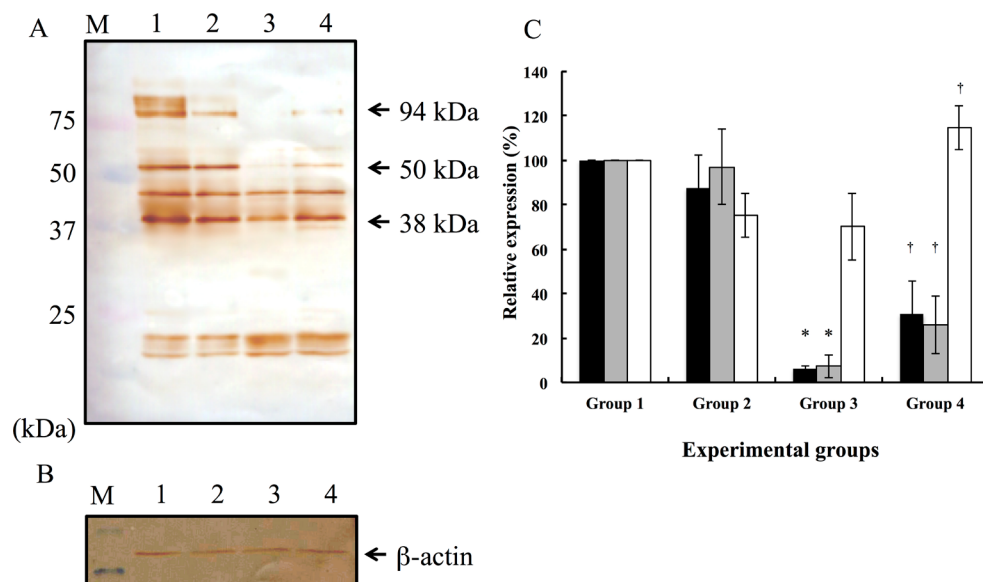 A
M 1 2 3 4
75
50
37
25
(kDa)
94 kDa
50 kDa
38 kDa
B
M 1 2 3 4
β-actin
C
Relative expression (%)
140
120
100
80
60
40
20
0
* *
† †
†
Group 1 Group 2 Group 3 Group 4
Experimental groups